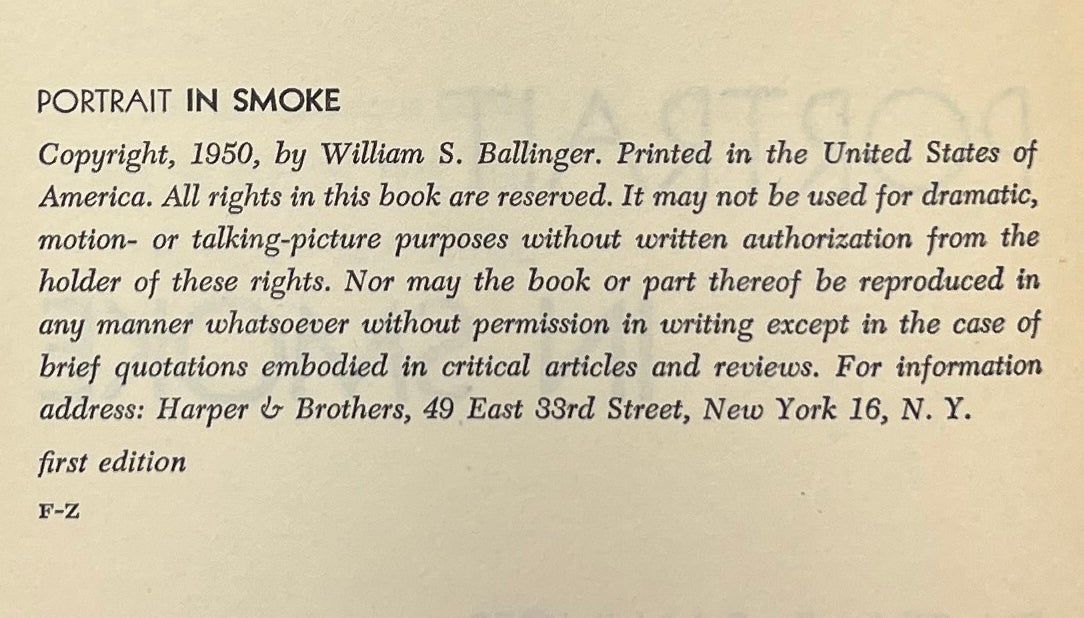 PORTRAIT IN SMOKE
Copyright, 1950, by William S. Ballinger. Printed in the United States of
America. All rights in this book are reserved. It may not be used for dramatic,
motion- or talking-picture purposes without written authorization from the
holder of these rights. Nor may the book or part thereof be reproduced in
any manner whatsoever without permission in writing except in the case of
brief quotations embodied in critical articles and reviews. For information
address: Harper & Brothers, 49 East 33rd Street, New York 16, N. Y.
first edition
F-Z